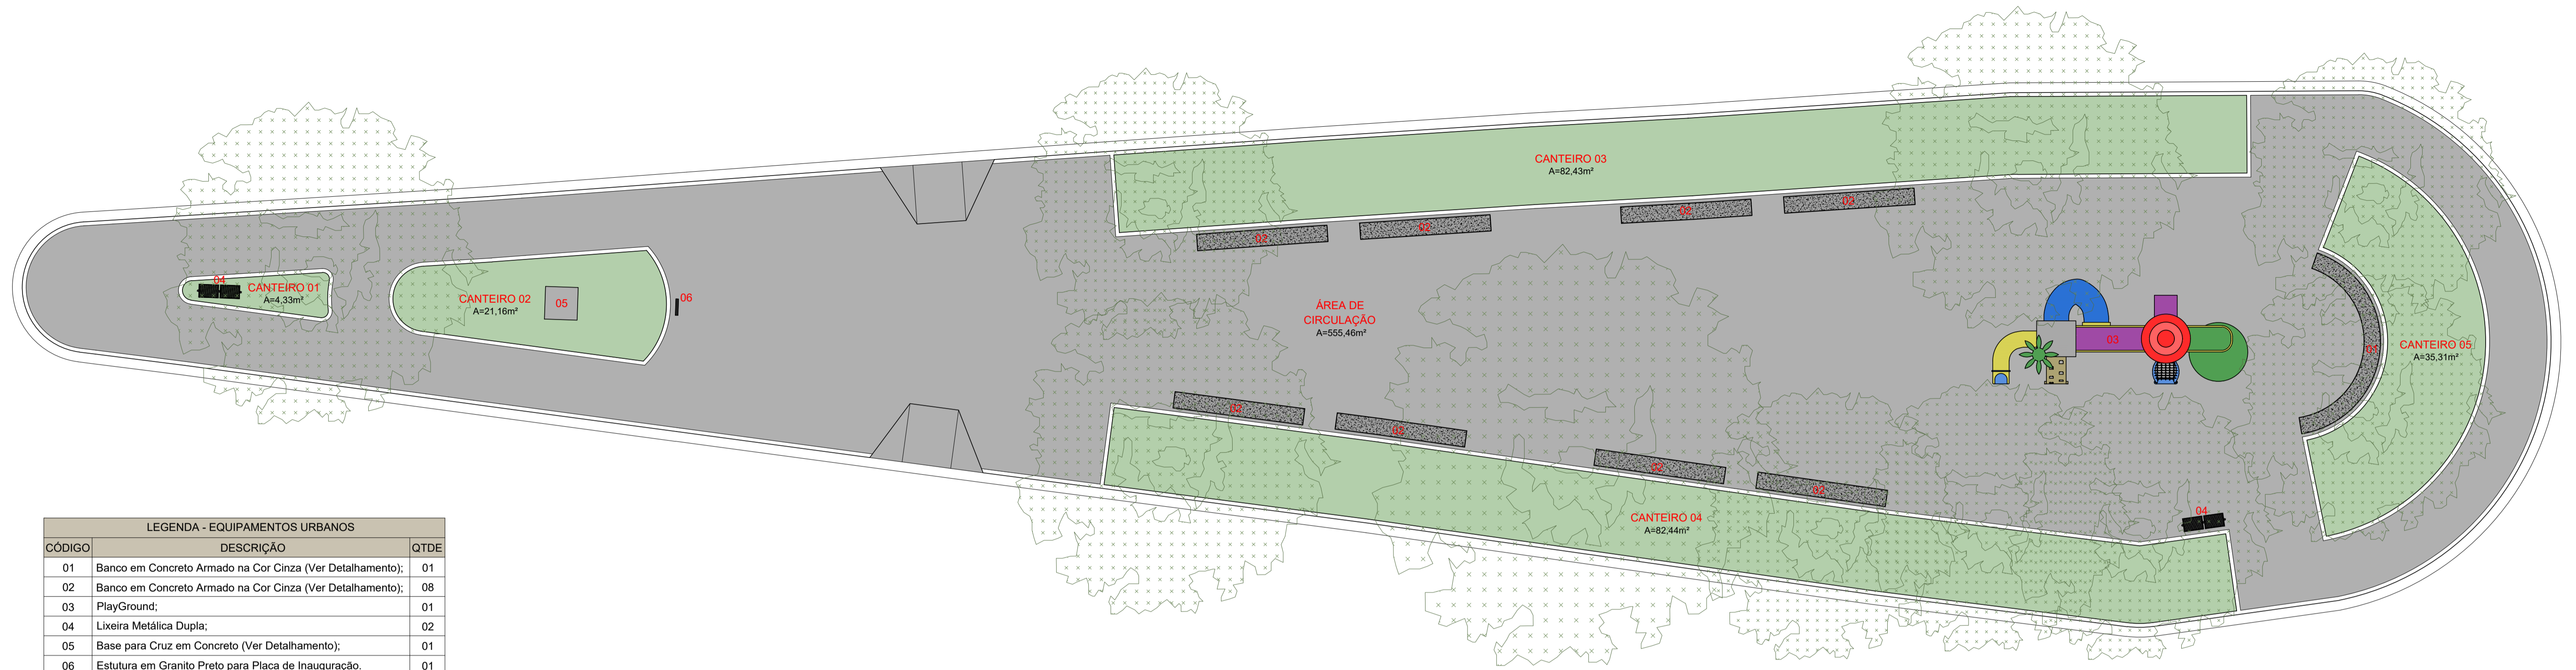 CANTEIRO 03
A=82,43m²
02
02
02
02
04
CANTEIRO 01
A=4,33m²
CANTEIRO 02
A=21,16m²
05
06
ÁREA DE
CIRCULAÇÃO
A=555,46m²
03
01
CANTEIRO 05
A=35,31m²
02
02
02
02
CANTEIRO 04
A=82,44m²
04
LEGENDA - EQUIPAMENTOS URBANOS
CÓDIGO DESCRIÇÃO QTDE
01 Banco em Concreto Armado na Cor Cinza (Ver Detalhamento); 01
02 Banco em Concreto Armado na Cor Cinza (Ver Detalhamento); 08
03 PlayGround; 01
04 Lixeira Metálica Dupla; 02
05 Base para Cruz em Concreto (Ver Detalhamento); 01
06 Estutura em Granito Preto para Placa de Inauguração. 01